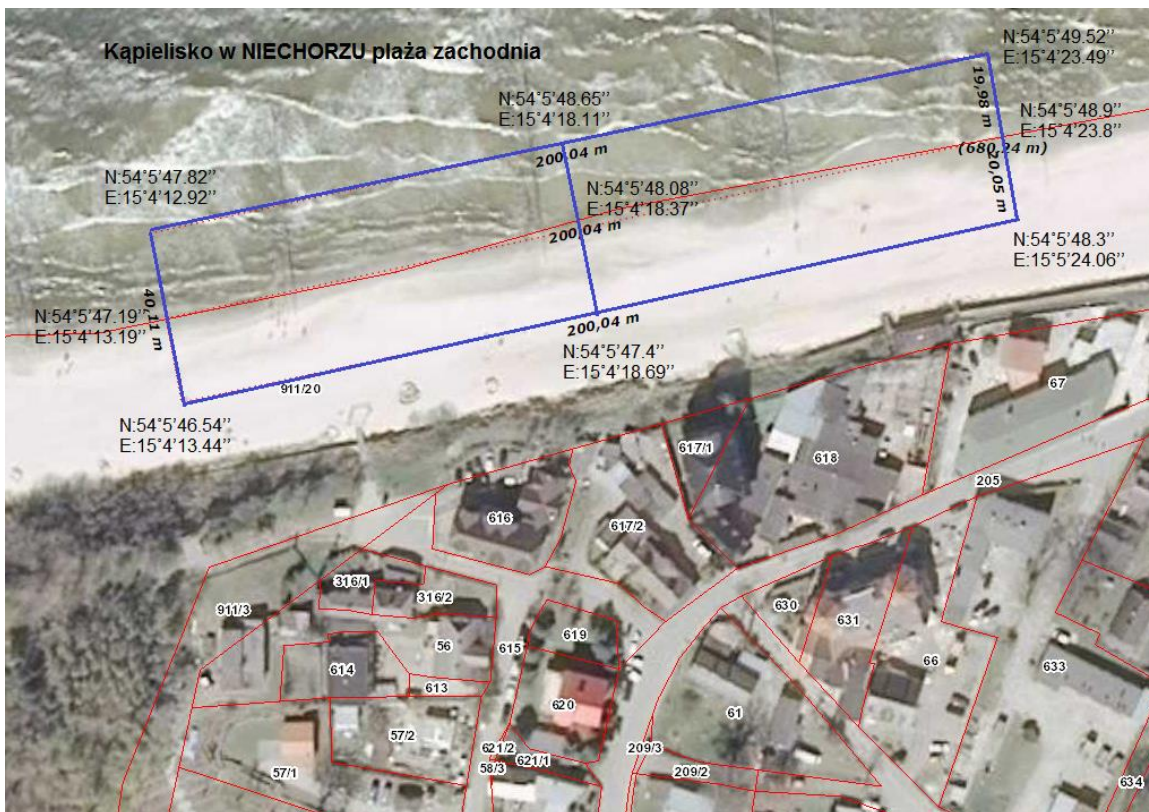 Kąpielisko w NIECHORZU plaża zachodnia
N:54°5'49.52’’
E:15°4'23.49’’
19,98 m
N:54°5'48.65’’
E:15°4'18.11’’
200,04 m
N:54°5'48.9’’
E:15°4'23.8’’
(680,24 m)
20,05 m
N:54°5'47.82’’
E:15°4'12.92’’
N:54°5'48.08’’
E:15°4'18.37’’
200,04 m
N:54°5'48.3’’
E:15°5'24.06’’
40,11 m
N:54°5'47.19’’
E:15°4'13.19’’
200,04 m
N:54°5'47.4’’
E:15°4'18.69’’
911/20
N:54°5'46.54’’
E:15°4'13.44’’
67
617/1
618
205
616
617/2
316/1
316/2
911/3
630
631
619
56
615
614
66
633
613
620
61
57/2
621/2
209/3
58/3
621/1
57/1
209/2
634